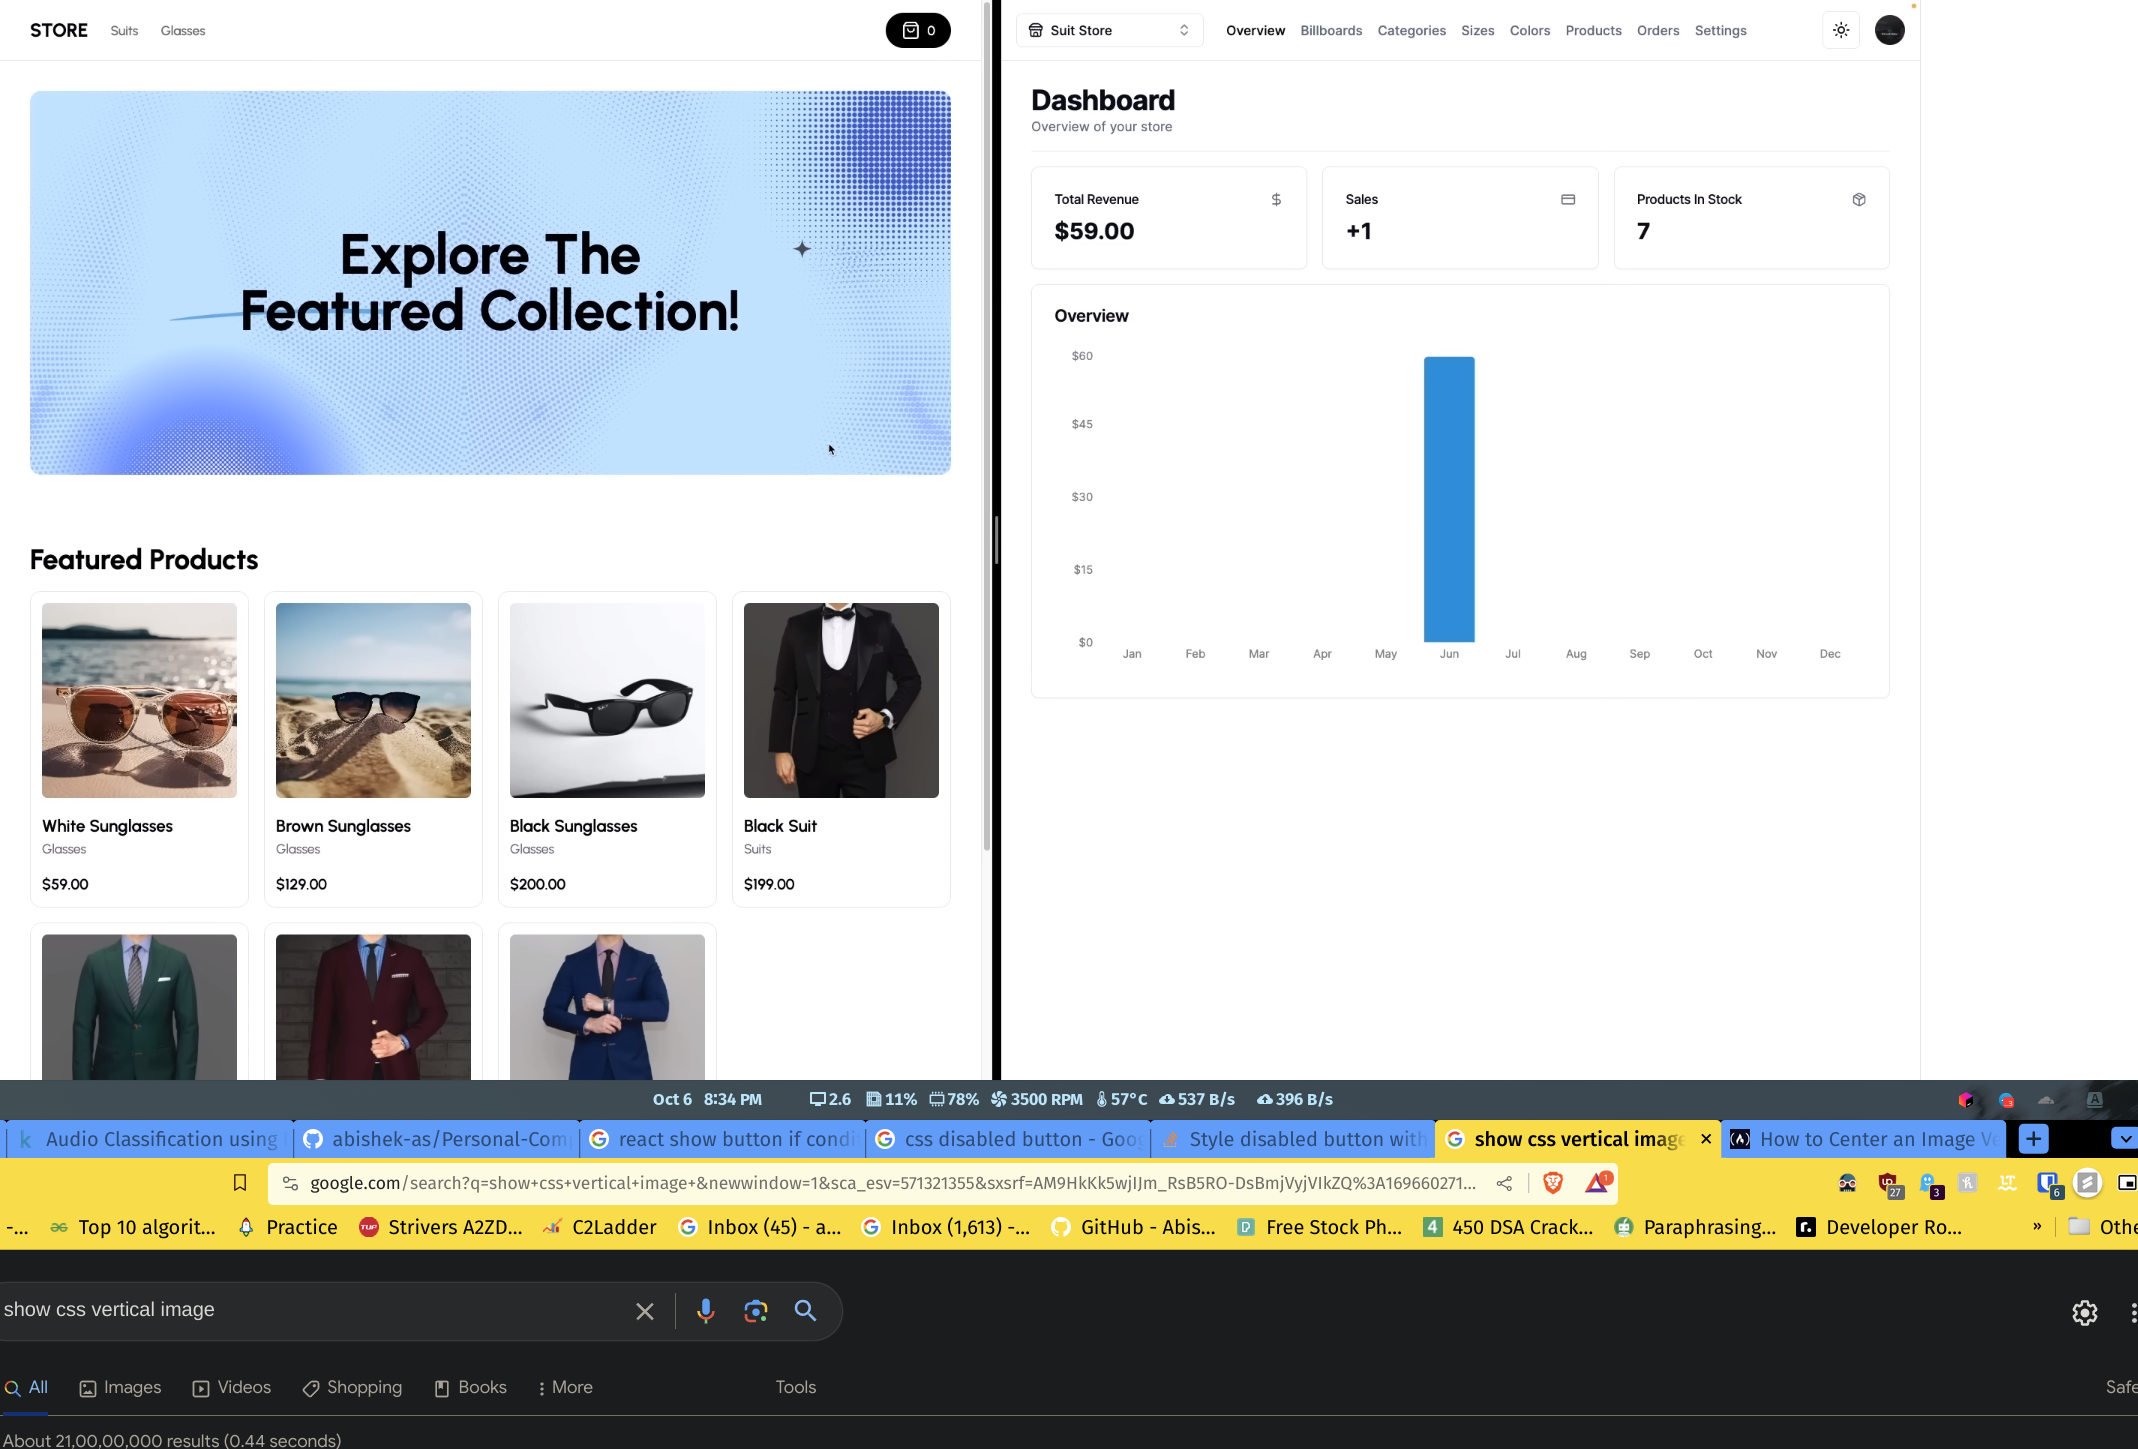 STORE Suits Glasses 0
Explore The
Featured Collection!
Featured Products
White Sunglasses
Glasses
$59.00
Brown Sunglasses
Glasses
$129.00
Black Sunglasses
Glasses
$200.00
Black Suit
Suits
$199.00
Suit Store Overview Billboards Categories Sizes Colors Products Orders Settings
Dashboard
Overview of your store
Total Revenue
$59.00
Sales
+1
Products In Stock
7
Overview
$60
$45
$30
$15
$0
Jan Feb Mar Apr May Jun Jul Aug Sep Oct Nov Dec
Oct 6 8:34 PM 2.6 11% 78% 3500 RPM 57°C 537 B/s 396 B/s
Audio Classification using abishek-as/Personal-Com react show button if condi css disabled button - Goog Style disabled button with show css vertical image How to Center an Image Ve
google.com/search?q=show+css+vertical+image+&newwindow=1&sca_esv=571321355&sxsrf=AM9HkKk5wjIJm_RsB5RO-DsBmjVyjVIkZQ%3A169660271... 1 27 3 6
-... Top 10 algorit... Practice Strivers A2ZD... C2Ladder Inbox (45) - a... Inbox (1,613) -... GitHub - Abis... Free Stock Ph... 450 DSA Crack... Paraphrasing... Developer Ro... » Othe
show css vertical image
All Images Videos Shopping Books More Tools Safe
About 21,00,00,000 results (0.44 seconds)